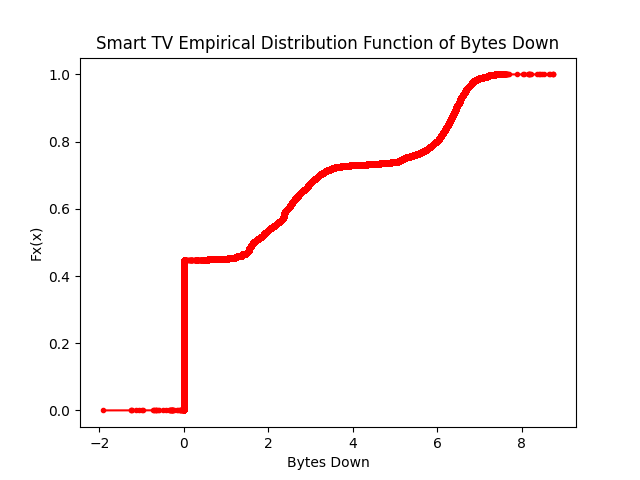 Smart TV Empirical Distribution Function of Bytes Down
1.0
0.8
0.6
0.4
0.2
0.0
Fx(x)
−2 0 2 4 6 8
Bytes Down